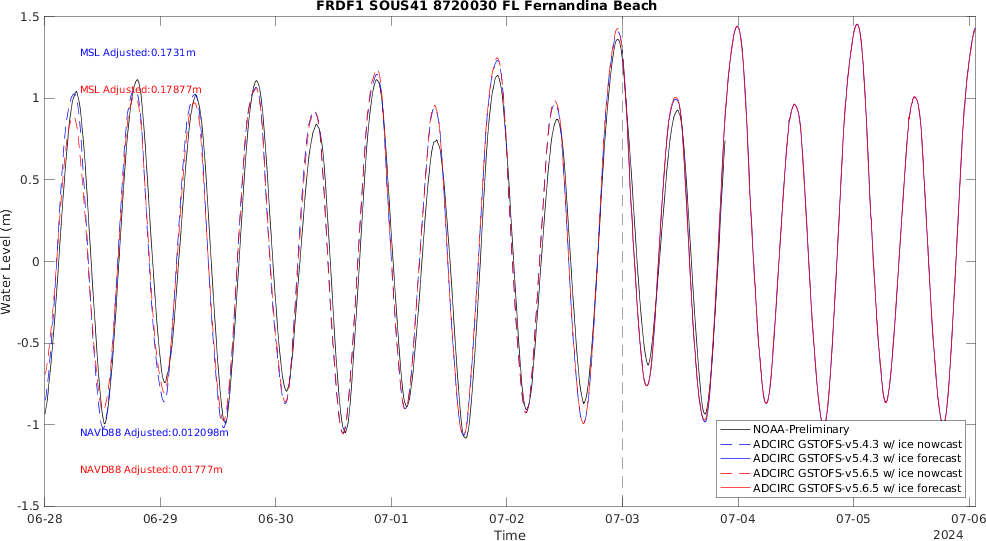 FRDF1 SOUS41 8720030 FL Fernandina Beach
1.5
1
0.5
0
-0.5
-1
-1.5
Water Level (m)
MSL Adjusted:0.1731m
MSL Adjusted:0.17877m
NAVD88 Adjusted:0.012098m
NAVD88 Adjusted:0.01777m
NOAA-Preliminary
ADCIRC GSTOFS-v5.4.3 w/ ice nowcast
ADCIRC GSTOFS-v5.4.3 w/ ice forecast
ADCIRC GSTOFS-v5.6.5 w/ ice nowcast
ADCIRC GSTOFS-v5.6.5 w/ ice forecast
06-28 06-29 06-30 07-01 07-02 07-03 07-04 07-05 07-06
Time
2024